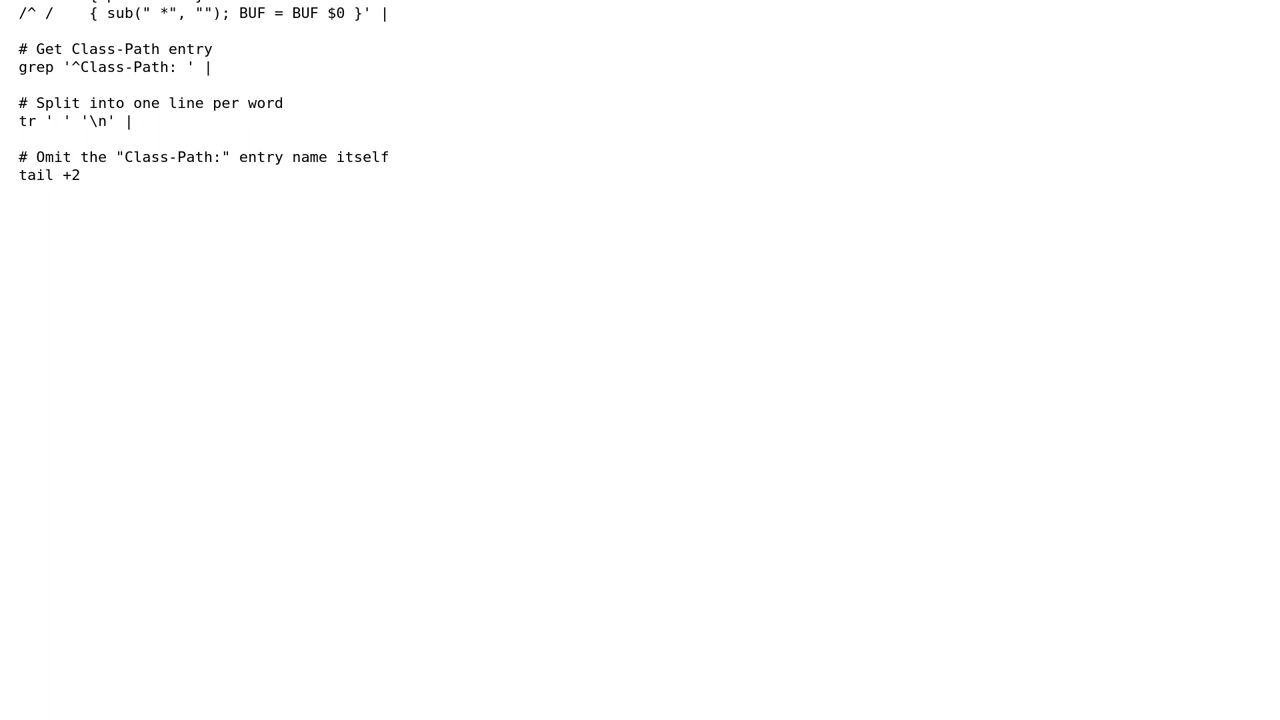 /^ /    { sub(" *", ""); BUF = BUF $0 }' |
# Get Class-Path entry
grep '^Class-Path: ' |
# Split into one line per word
tr ' ' '\n' |
# Omit the "Class-Path:" entry name itself
tail +2